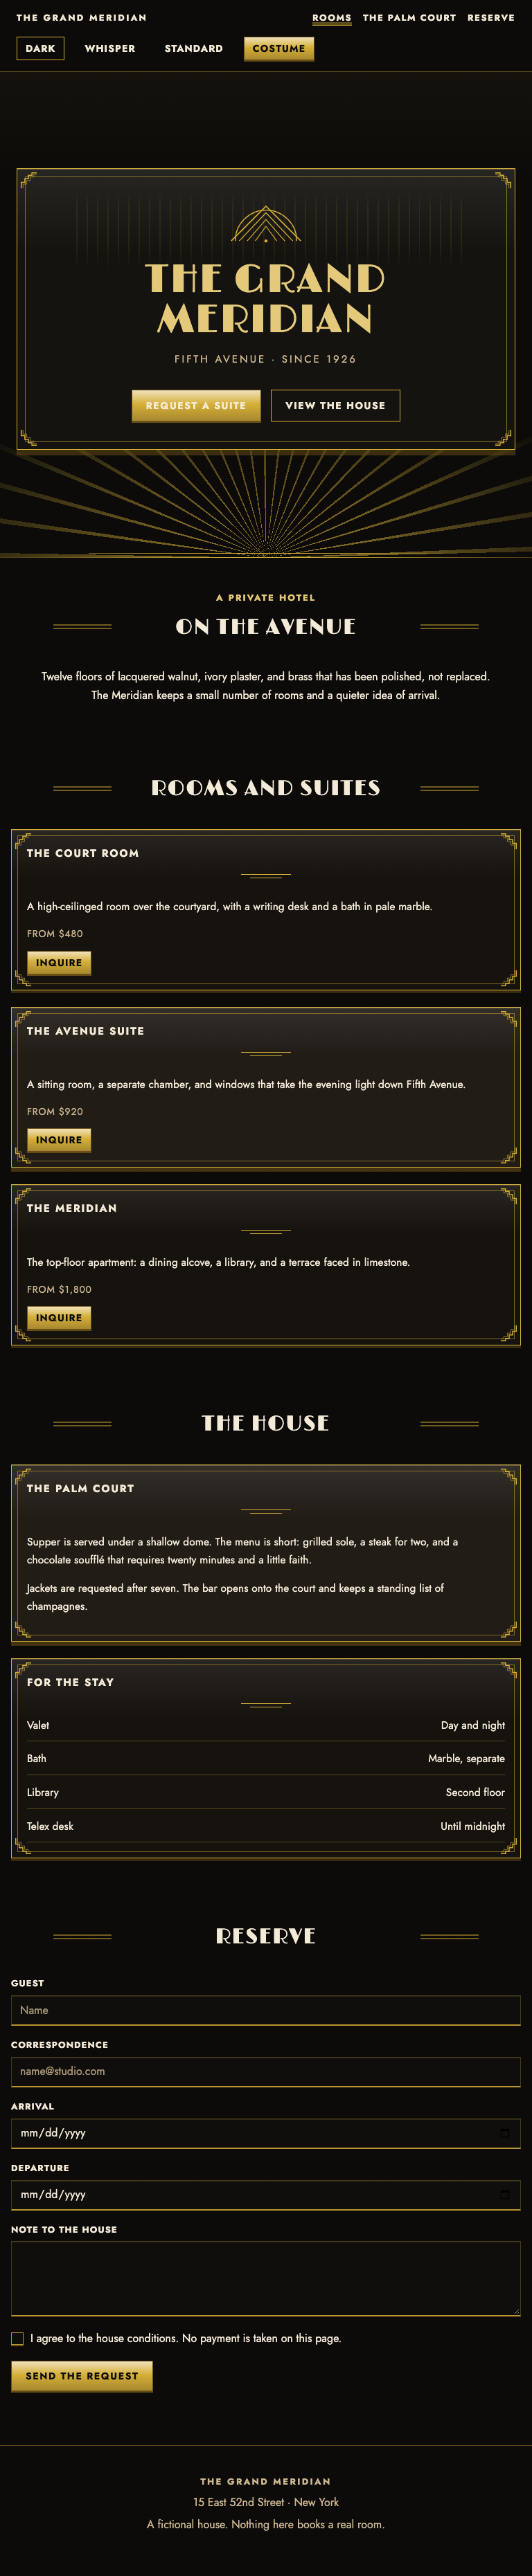 THE GRAND MERIDIAN
ROOMS THE PALM COURT RESERVE
DARK WHISPER STANDARD COSTUME
THE GRAND
MERIDIAN
FIFTH AVENUE · SINCE 1926
REQUEST A SUITE VIEW THE HOUSE
A PRIVATE HOTEL
ON THE AVENUE
Twelve floors of lacquered walnut, ivory plaster, and brass that has been polished, not replaced.
The Meridian keeps a small number of rooms and a quieter idea of arrival.
ROOMS AND SUITES
THE COURT ROOM
A high-ceilinged room over the courtyard, with a writing desk and a bath in pale marble.
FROM $480
INQUIRE
THE AVENUE SUITE
A sitting room, a separate chamber, and windows that take the evening light down Fifth Avenue.
FROM $920
INQUIRE
THE MERIDIAN
The top-floor apartment: a dining alcove, a library, and a terrace faced in limestone.
FROM $1,800
INQUIRE
THE HOUSE
THE PALM COURT
Supper is served under a shallow dome. The menu is short: grilled sole, a steak for two, and a
chocolate soufflé that requires twenty minutes and a little faith.
Jackets are requested after seven. The bar opens onto the court and keeps a standing list of
champagnes.
FOR THE STAY
Valet Day and night
Bath Marble, separate
Library Second floor
Telex desk Until midnight
RESERVE
GUEST
Name
CORRESPONDENCE
name@studio.com
ARRIVAL
mm/dd/yyyy
DEPARTURE
mm/dd/yyyy
NOTE TO THE HOUSE
I agree to the house conditions. No payment is taken on this page.
SEND THE REQUEST
THE GRAND MERIDIAN
15 East 52nd Street · New York
A fictional house. Nothing here books a real room.